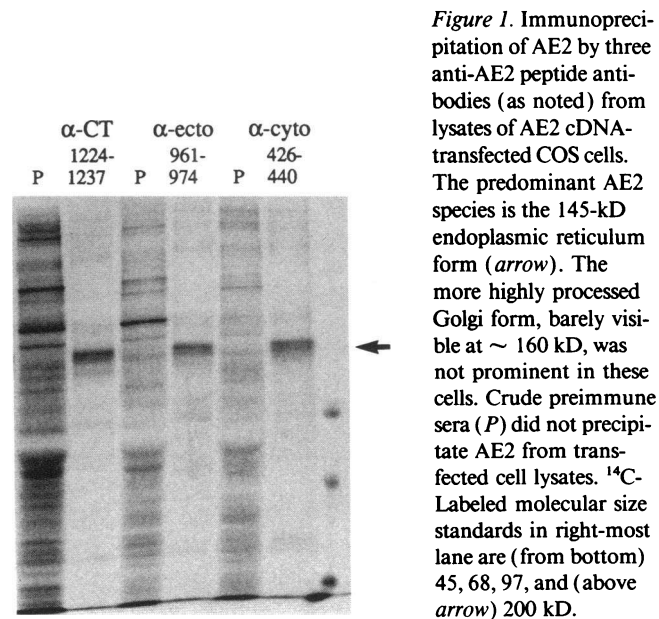 α-CT α-ecto α-cyto
1224- 961- 426-
P 1237 P 974 P 440
Figure 1. Immunopreci-
pitation of AE2 by three
anti-AE2 peptide anti-
bodies (as noted) from
lysates of AE2 cDNA-
transfected COS cells.
The predominant AE2
species is the 145-kD
endoplasmic reticulum
form (arrow). The
more highly processed
Golgi form, barely visi-
ble at ~ 160 kD, was
not prominent in these
cells. Crude preimmune
sera (P) did not precipi-
tate AE2 from trans-
fected cell lysates. ¹⁴C-
Labeled molecular size
standards in right-most
lane are (from bottom)
45, 68, 97, and (above
arrow) 200 kD.